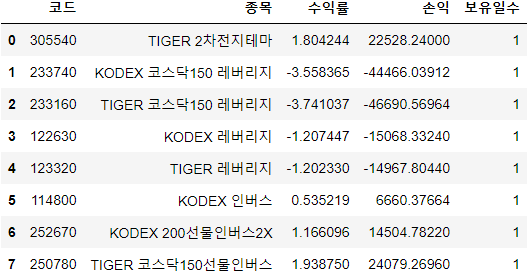 코드 종목 수익률 손익 보유일수
0 305540 TIGER 2차전지테마 1.804244 22528.24000 1
1 233740 KODEX 코스닥150 레버리지 -3.558365 -44466.03912 1
2 233160 TIGER 코스닥150 레버리지 -3.741037 -46690.56964 1
3 122630 KODEX 레버리지 -1.207447 -15068.33240 1
4 123320 TIGER 레버리지 -1.202330 -14967.80440 1
5 114800 KODEX 인버스 0.535219 6660.37664 1
6 252670 KODEX 200선물인버스2X 1.166096 14504.78220 1
7 250780 TIGER 코스닥150선물인버스 1.938750 24079.26960 1